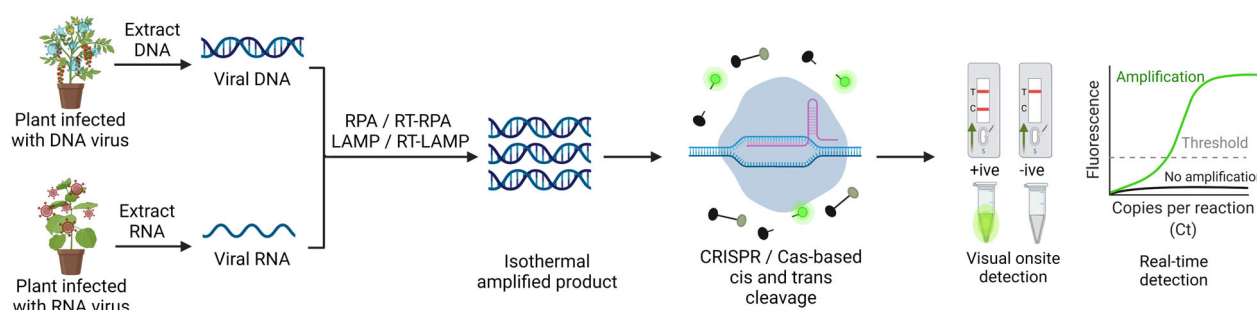 Extract
DNA
Viral DNA
Plant infected
with DNA virus
Extract
RNA
Viral RNA
Plant infected
with RNA virus
RPA / RT-RPA
LAMP / RT-LAMP
Isothermal
amplified product
CRISPR / Cas-based
cis and trans
cleavage
T
C
S
+ive
T
C
S
-ive
Visual onsite
detection
Fluorescence
Amplification
Threshold
No amplification
Copies per reaction
(Ct)
Real-time
detection